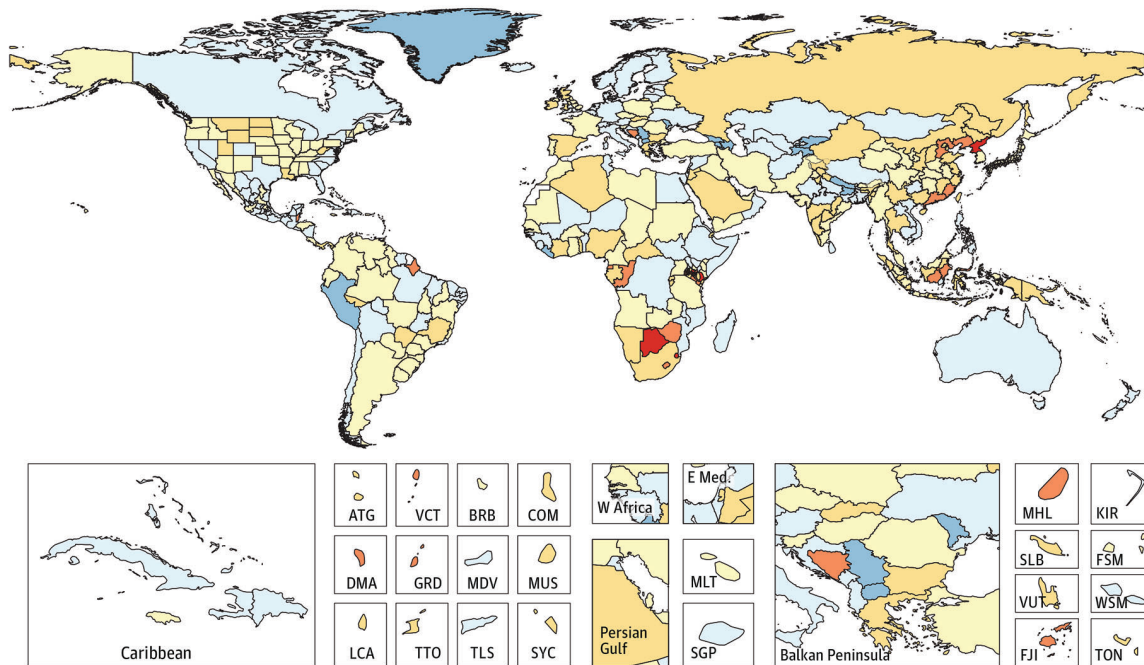 Caribbean
ATG
VCT
BRB
COM
DMA
GRD
MDV
MUS
LCA
TTO
TLS
SYC
W Africa
E Med.
Persian
Gulf
MLT
SGP
Balkan Peninsula
MHL
KIR
SLB
FSM
VUT
WSM
FJI
TON